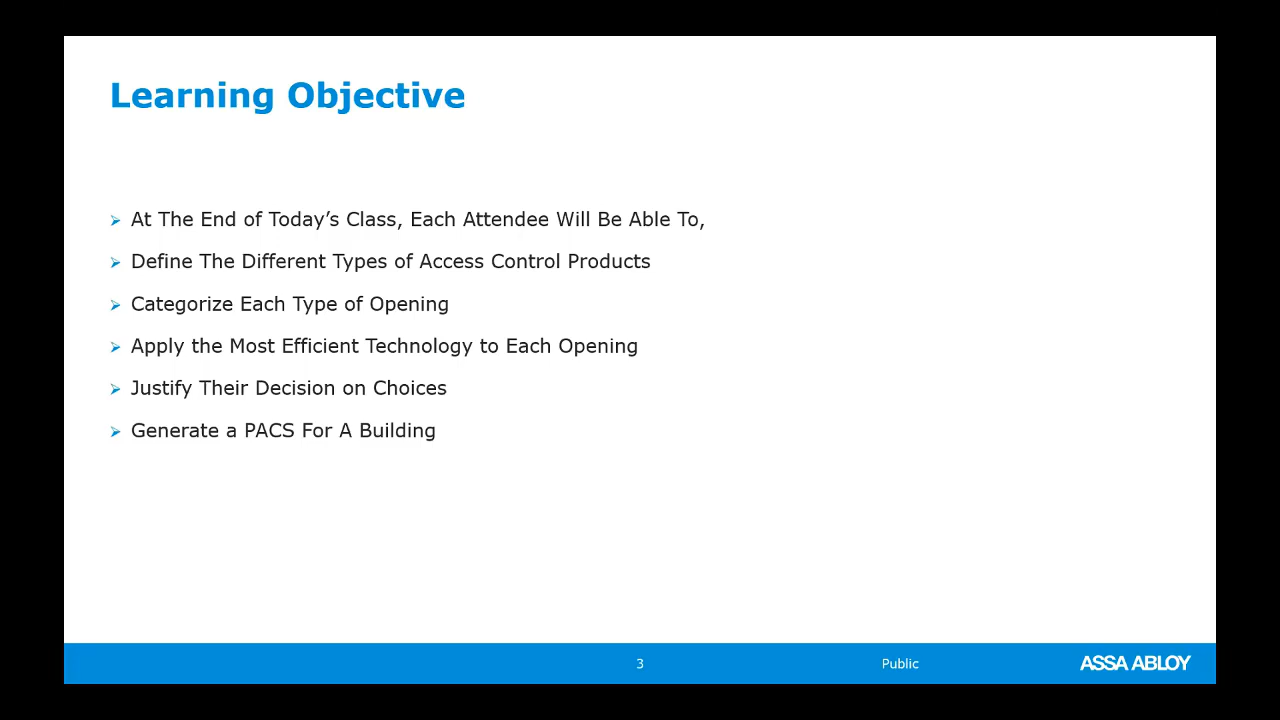 Learning Objective
At The End of Today’s Class, Each Attendee Will Be Able To,
Define The Different Types of Access Control Products
Categorize Each Type of Opening
Apply the Most Efficient Technology to Each Opening
Justify Their Decision on Choices
Generate a PACS For A Building
3
Public
ASSA ABLOY